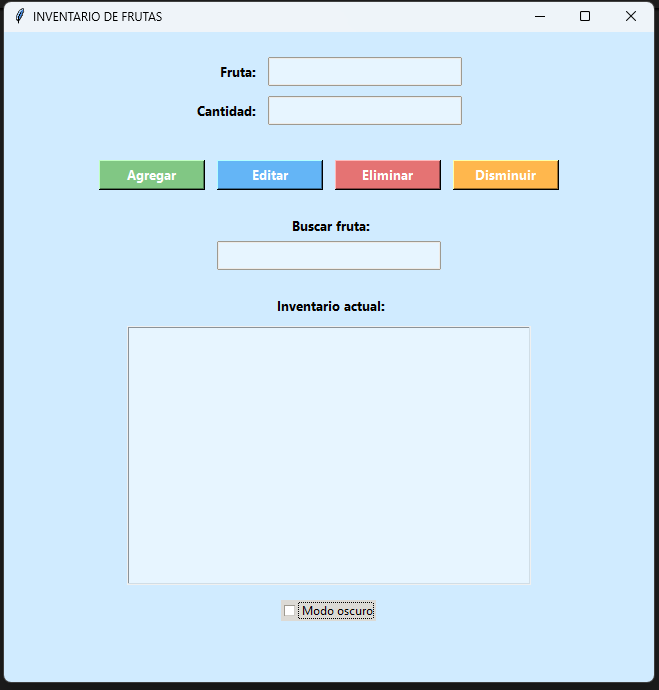 INVENTARIO DE FRUTAS
Fruta:
Cantidad:
Agregar Editar Eliminar Disminuir
Buscar fruta:
Inventario actual:
Modo oscuro